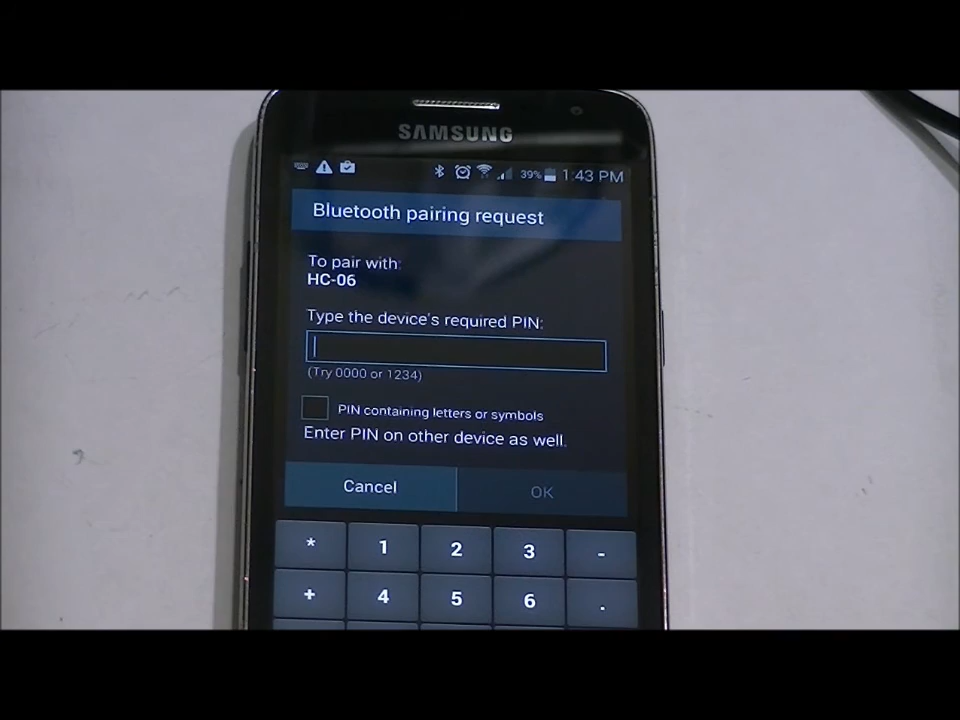 SAMSUNG
39% 1:43 PM
Bluetooth pairing request
To pair with:
HC-06
Type the device's required PIN:
(Try 0000 or 1234)
PIN containing letters or symbols
Enter PIN on other device as well.
Cancel OK
* 1 2 3 -
+ 4 5 6 .